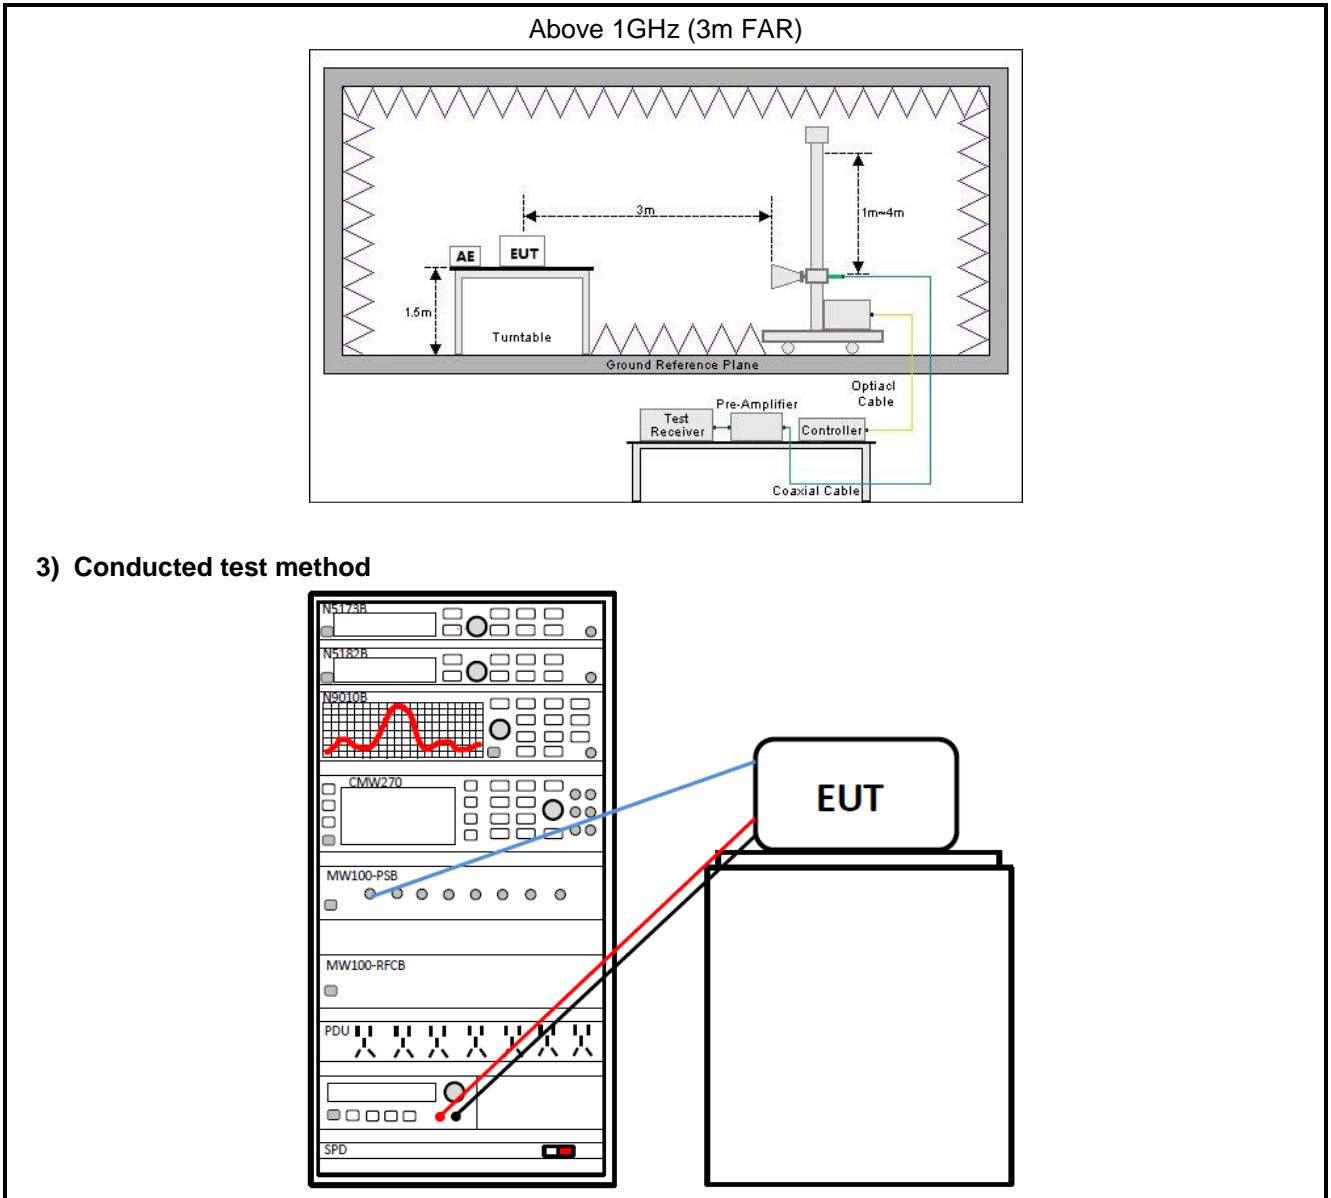 Above 1GHz (3m FAR)
3m
1m~4m
AE
EUT
1.5m
Turntable
Ground Reference Plane
Optiacl
Cable
Pre-Amplifier
Test
Receiver
Controller
Coaxial Cable
3) Conducted test method
N5173B
N5182B
N9010B
CMW270
EUT
MW100-PSB
MW100-RFCB
PDU
SPD